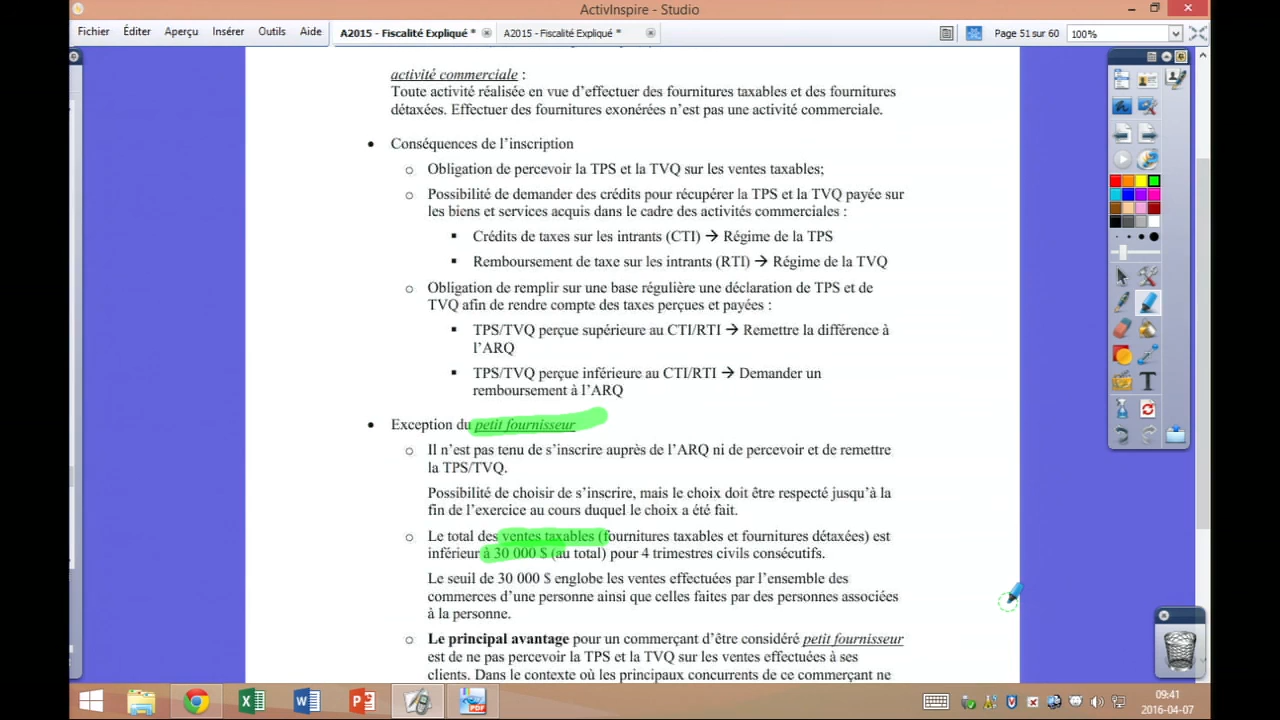 ActivInspire - Studio
Fichier Éditer Aperçu Insérer Outils Aide
A2015 - Fiscalité Expliqué * A2015 - Fiscalité Expliqué *
Page 51 sur 60 100%
activité commerciale :
Toute activité réalisée en vue d’effectuer des fournitures taxables et des fournitures
détaxées. Effectuer des fournitures exonérées n’est pas une activité commerciale.
• Conséquences de l’inscription
o Obligation de percevoir la TPS et la TVQ sur les ventes taxables;
o Possibilité de demander des crédits pour récupérer la TPS et la TVQ payée sur
les biens et services acquis dans le cadre des activités commerciales :
▪ Crédits de taxes sur les intrants (CTI) → Régime de la TPS
▪ Remboursement de taxe sur les intrants (RTI) → Régime de la TVQ
o Obligation de remplir sur une base régulière une déclaration de TPS et de
TVQ afin de rendre compte des taxes perçues et payées :
▪ TPS/TVQ perçue supérieure au CTI/RTI → Remettre la différence à
l’ARQ
▪ TPS/TVQ perçue inférieure au CTI/RTI → Demander un
remboursement à l’ARQ
• Exception du petit fournisseur
o Il n’est pas tenu de s’inscrire auprès de l’ARQ ni de percevoir et de remettre
la TPS/TVQ.
Possibilité de choisir de s’inscrire, mais le choix doit être respecté jusqu’à la
fin de l’exercice au cours duquel le choix a été fait.
o Le total des ventes taxables (fournitures taxables et fournitures détaxées) est
inférieur à 30 000 $ (au total) pour 4 trimestres civils consécutifs.
Le seuil de 30 000 $ englobe les ventes effectuées par l’ensemble des
commerces d’une personne ainsi que celles faites par des personnes associées
à la personne.
o Le principal avantage pour un commerçant d’être considéré petit fournisseur
est de ne pas percevoir la TPS et la TVQ sur les ventes effectuées à ses
clients. Dans le contexte où les principaux concurrents de ce commerçant ne
09:41
2016-04-07